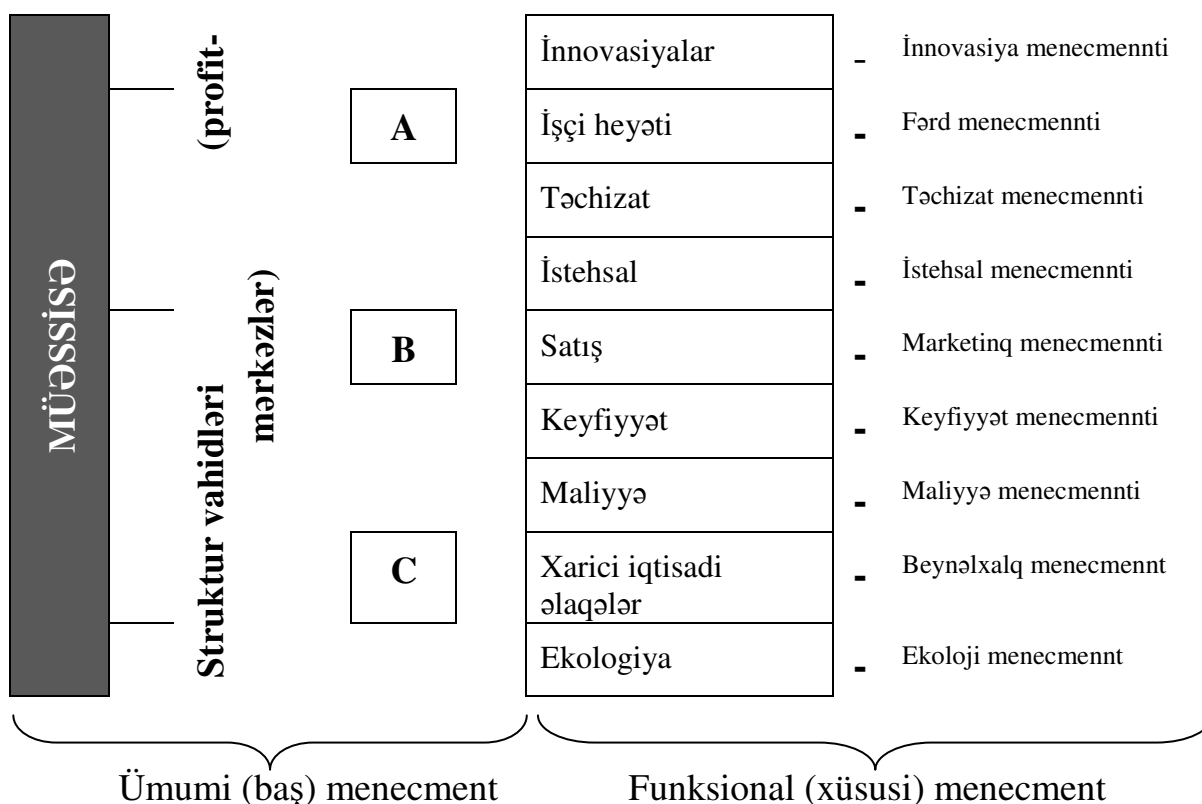 MÜƏSSİSƏ
Struktur vahidləri (profit-
mərkəzlər)
A
B
C
İnnovasiyalar - İnnovasiya menecmennti
İşçi heyəti - Fərd menecmennti
Təchizat - Təchizat menecmennti
İstehsal - İstehsal menecmennti
Satış - Marketinq menecmennti
Keyfiyyət - Keyfiyyət menecmennti
Maliyyə - Maliyyə menecmennti
Xarici iqtisadi
əlaqələr - Beynəlxalq menecmennt
Ekologiya - Ekoloji menecmennt
Ümumi (baş) menecment
Funksional (xüsusi) menecment